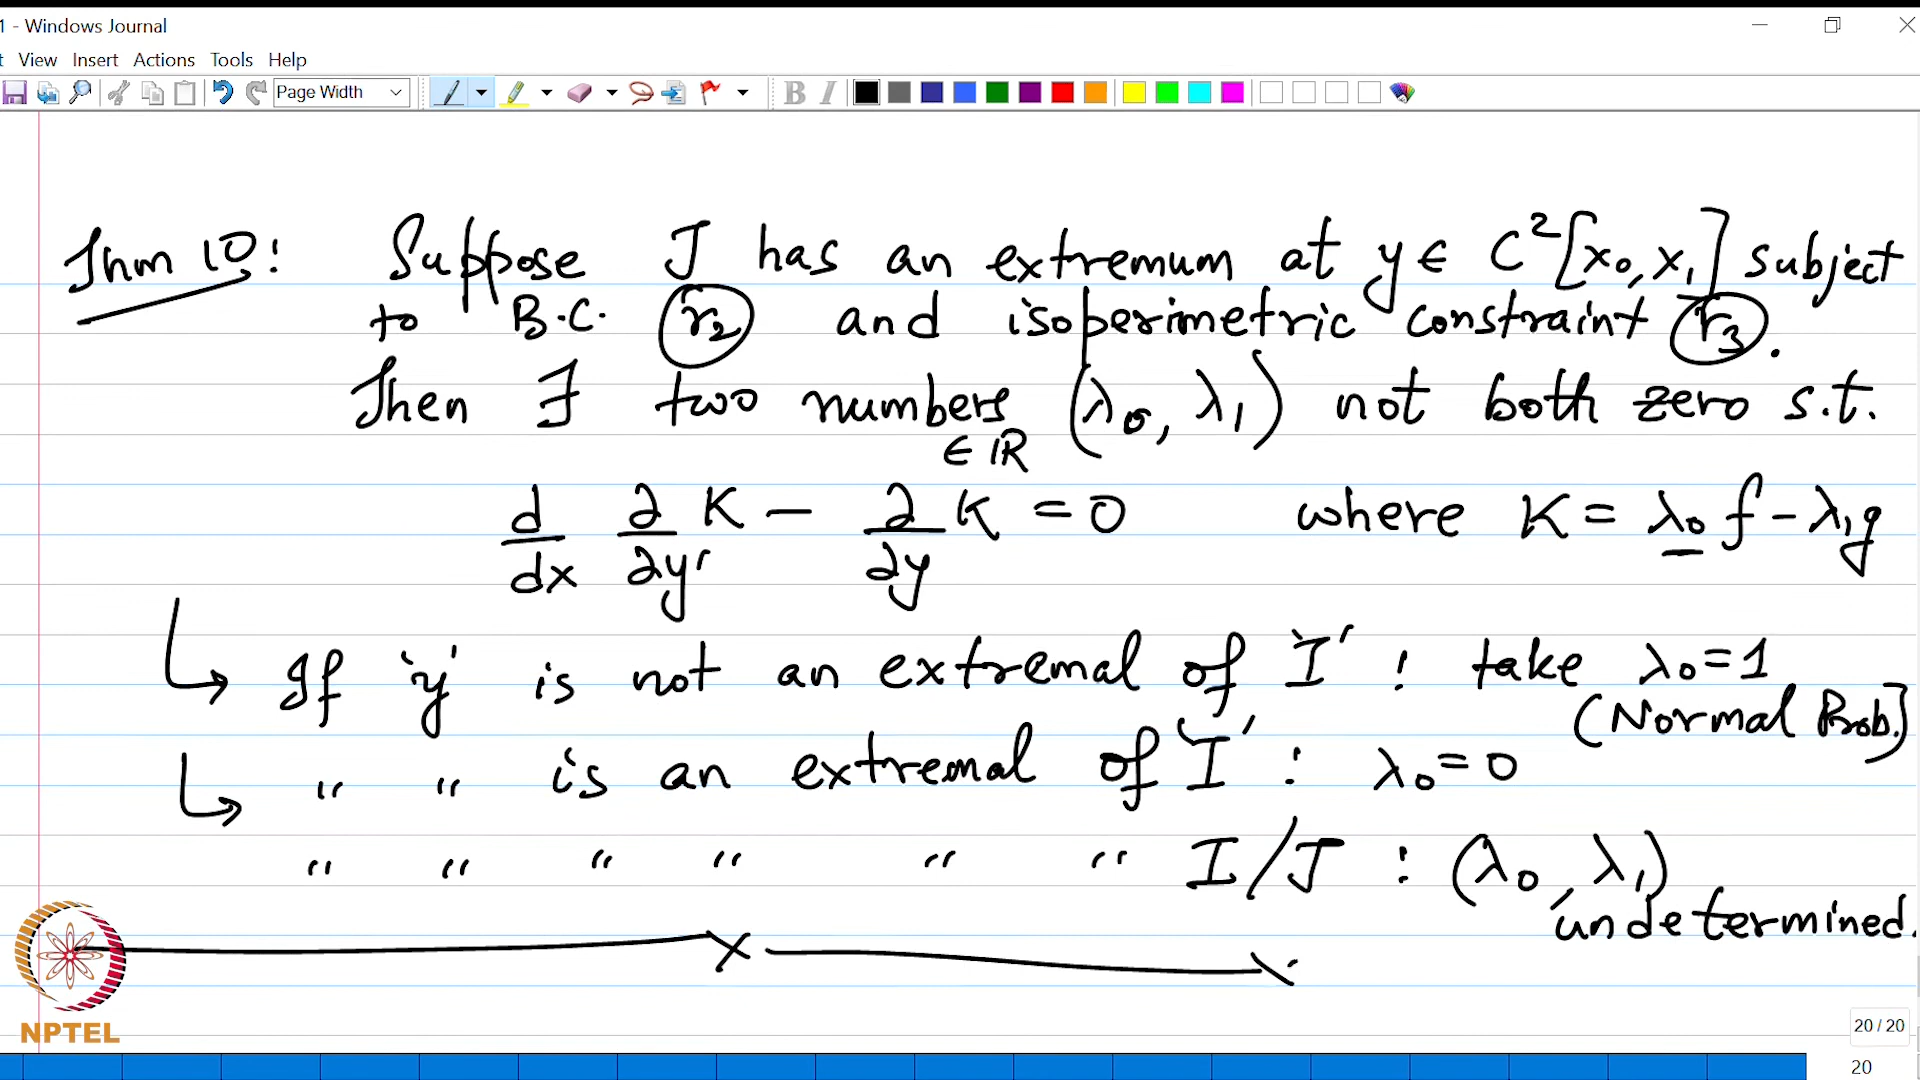 1 - Windows Journal
t View Insert Actions Tools Help
Page Width B I
Thm 10: Suppose J has an extremum at y ∈ C²[x₀, x₁] subject
to B.C. (r₂) and isoperimetric constraint (r₃).
Then ∃ two numbers (λ₀, λ₁) not both zero s.t.
∈ ℝ
d/dx ∂/∂y' K − ∂/∂y K = 0 where K = λ₀ f − λ₁ g
↳ If 'y' is not an extremal of 'I' : take λ₀ = 1
(Normal Prob.)
↳ " " is an extremal of 'I' : λ₀ = 0
" " " " " " I/J : (λ₀, λ₁)
undetermined.
NPTEL
20 / 20
20